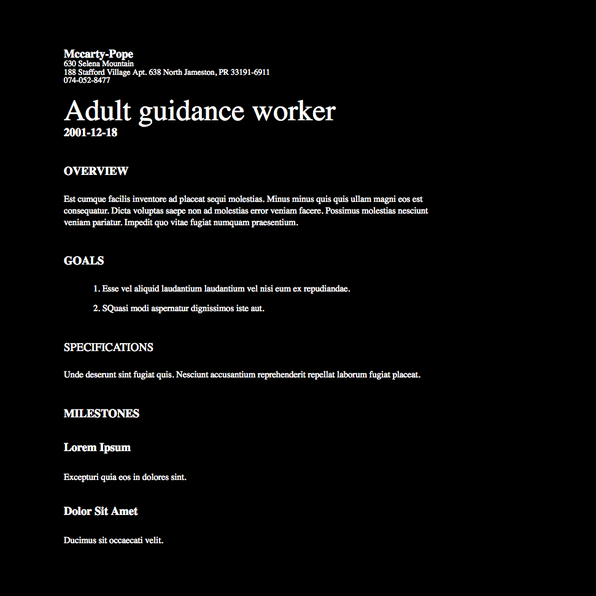 Mccarty-Pope
630 Selena Mountain
188 Stafford Village Apt. 638 North Jameston, PR 33191-6911
074-052-8477
Adult guidance worker
2001-12-18
OVERVIEW
Est cumque facilis inventore ad placeat sequi molestias. Minus minus quis quis ullam magni eos est
consequatur. Dicta voluptas saepe non ad molestias error veniam facere. Possimus molestias nesciunt
veniam pariatur. Impedit quo vitae fugiat numquam praesentium.
GOALS
1. Esse vel aliquid laudantium laudantium vel nisi eum ex repudiandae.
2. SQuasi modi aspernatur dignissimos iste aut.
SPECIFICATIONS
Unde deserunt sint fugiat quis. Nesciunt accusantium reprehenderit repellat laborum fugiat placeat.
MILESTONES
Lorem Ipsum
Excepturi quia eos in dolores sint.
Dolor Sit Amet
Ducimus sit occaecati velit.